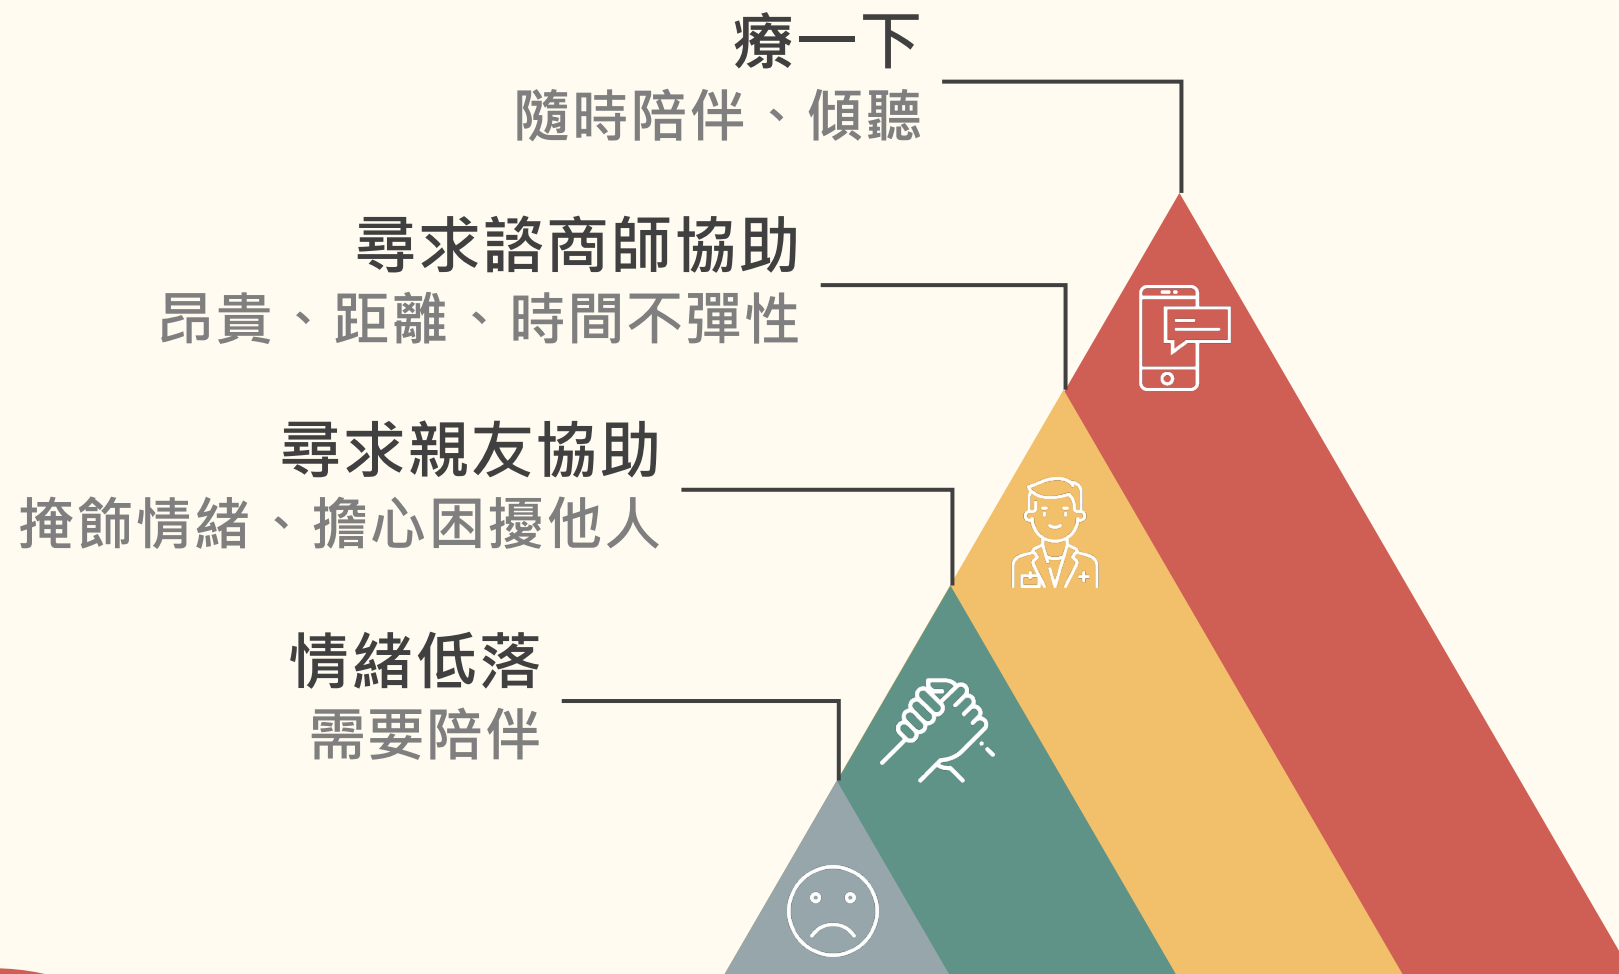 療一下
隨時陪伴、傾聽
尋求諮商師協助
昂貴、距離、時間不彈性
尋求親友協助
掩飾情緒、擔心困擾他人
情緒低落
需要陪伴